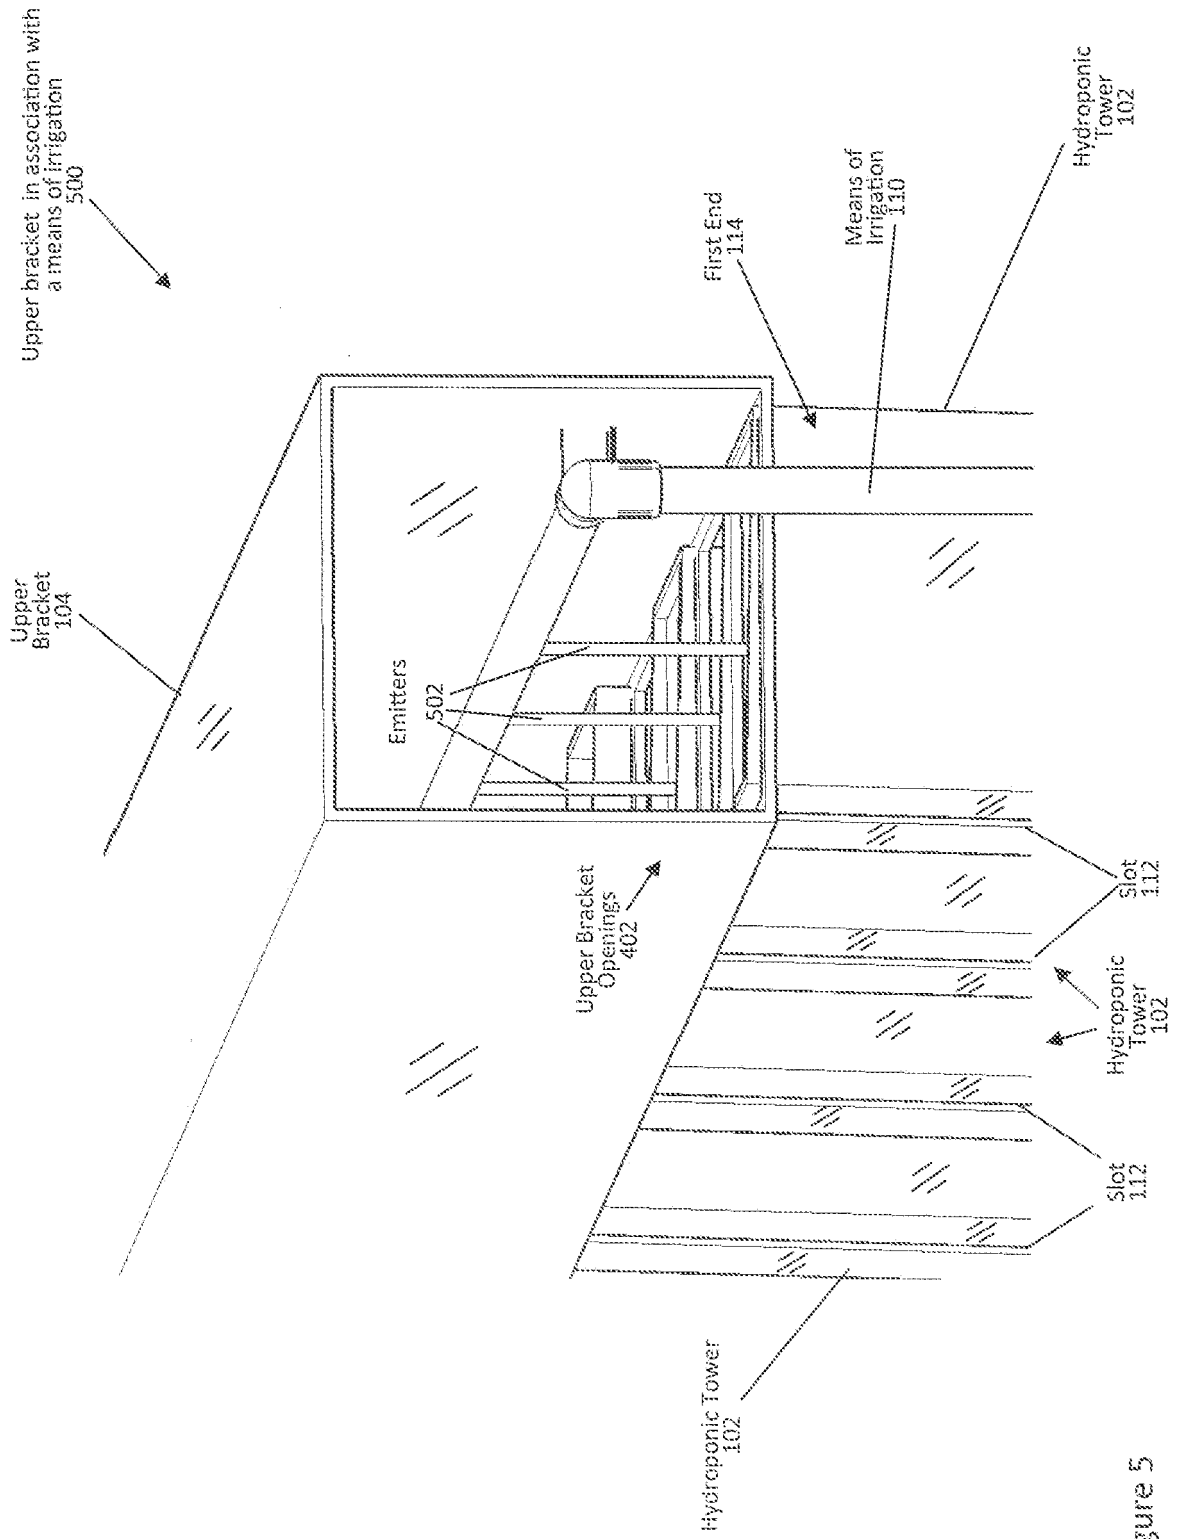 Upper bracket in association with
a means of irrigation
500
Upper
Bracket
104
Emitters
502
First End
114
Means of
Irrigation
110
Hydroponic
Tower
102
Upper Bracket
Openings
402
Slot
112
Hydroponic
Tower
102
Slot
112
Hydroponic Tower
102
gure 5